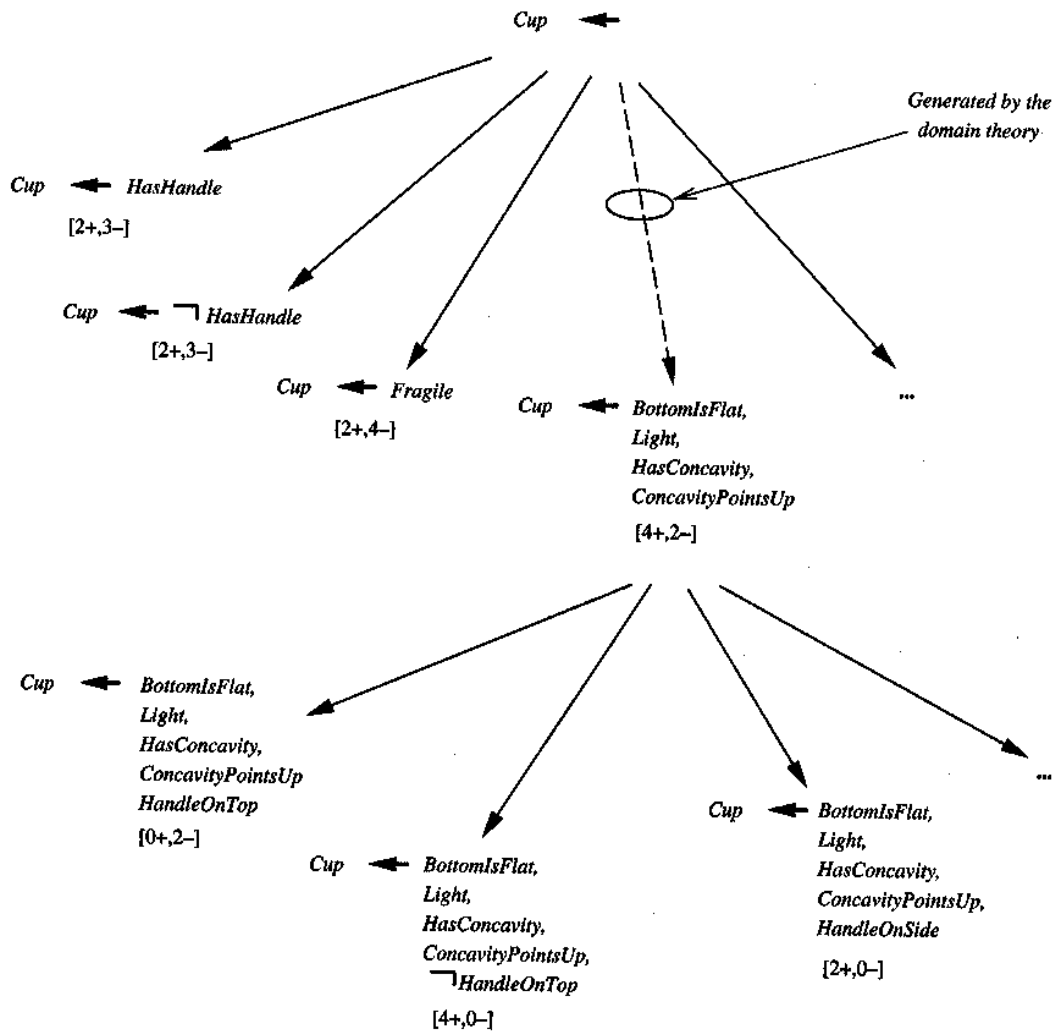 Cup ←
Generated by the
domain theory
Cup ← HasHandle
[2+,3–]
Cup ← ¬ HasHandle
[2+,3–]
Cup ← Fragile
[2+,4–]
Cup ← BottomIsFlat,
Light,
HasConcavity,
ConcavityPointsUp
[4+,2–]
...
Cup ← BottomIsFlat,
Light,
HasConcavity,
ConcavityPointsUp
HandleOnTop
[0+,2–]
Cup ← BottomIsFlat,
Light,
HasConcavity,
ConcavityPointsUp,
¬HandleOnTop
[4+,0–]
Cup ← BottomIsFlat,
Light,
HasConcavity,
ConcavityPointsUp,
HandleOnSide
[2+,0–]
...